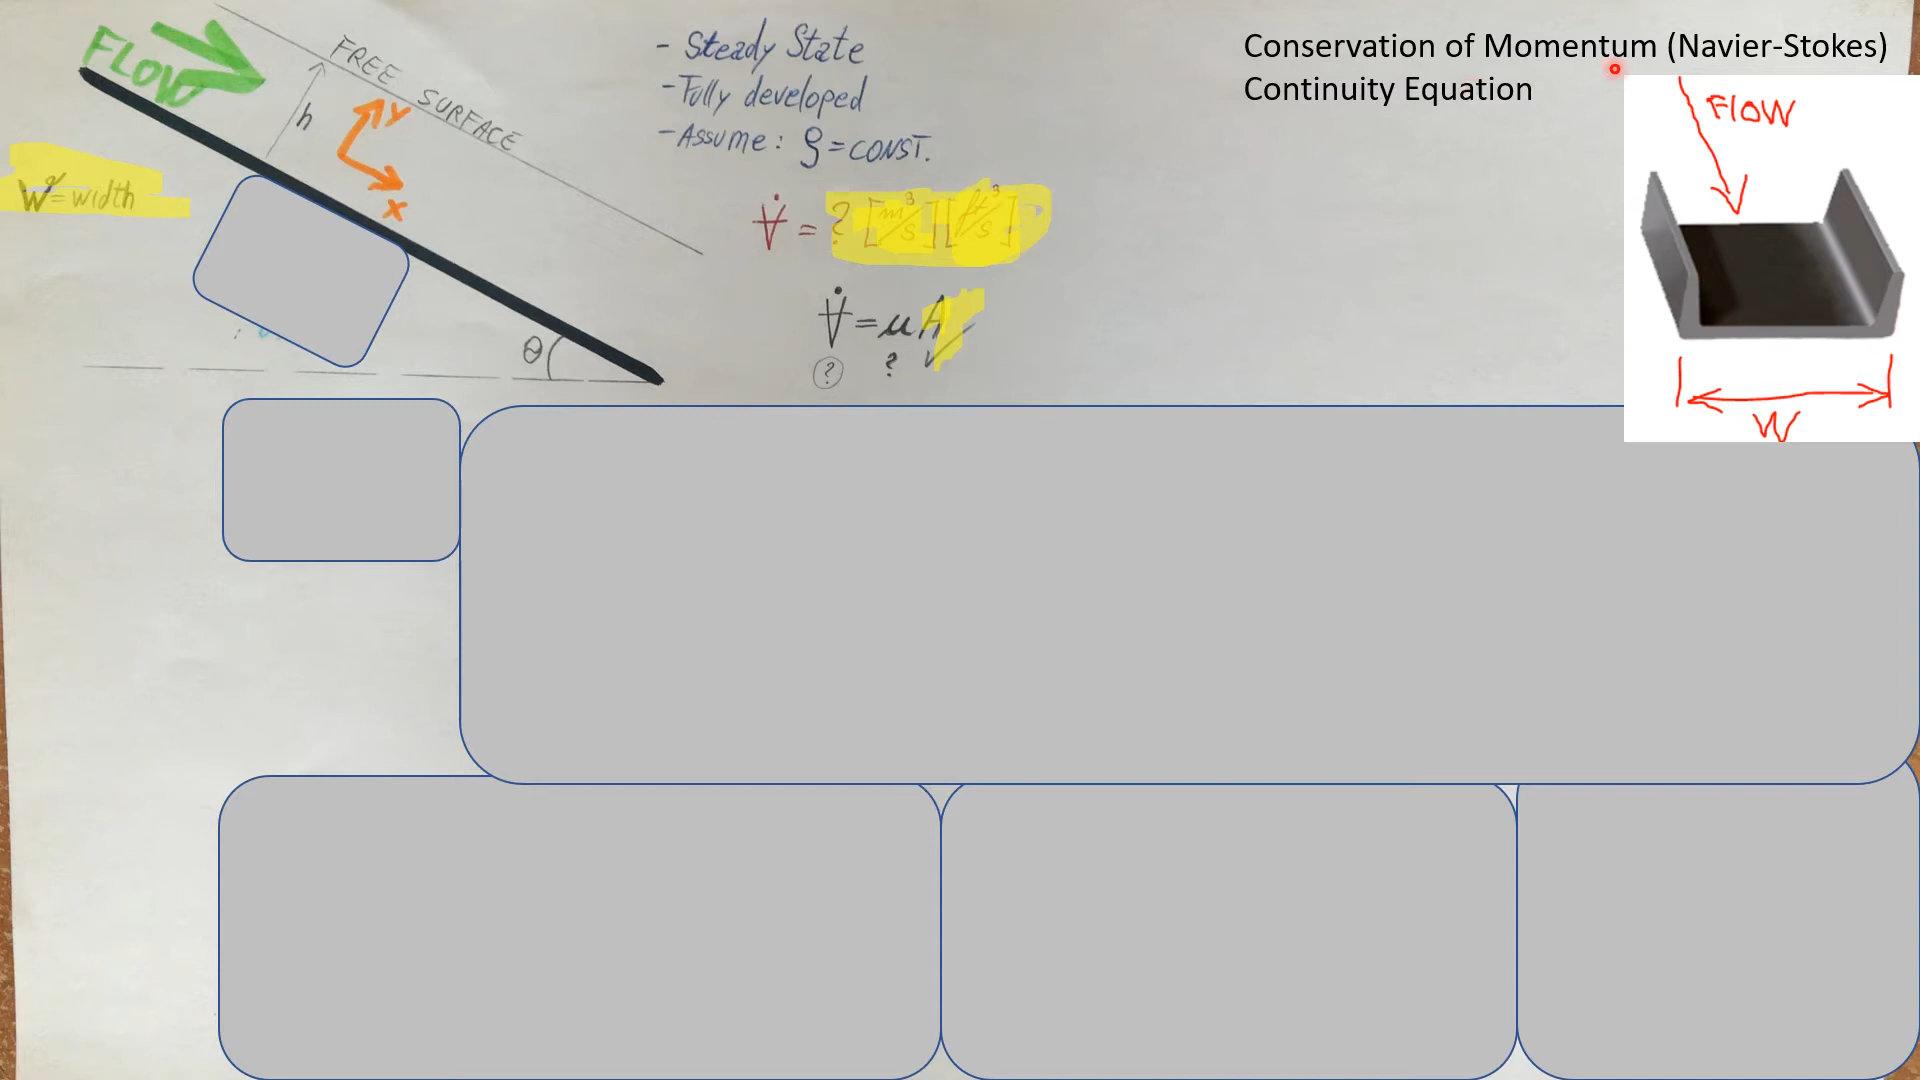 FLOW
FREE SURFACE
h
Y
X
W=width
θ
- Steady State
- Fully developed
- Assume: ρ = CONST.
V̇ = ? [m³/s][ft³/s]
V̇ = u A
? ?
Conservation of Momentum (Navier-Stokes)
Continuity Equation
FLOW
W